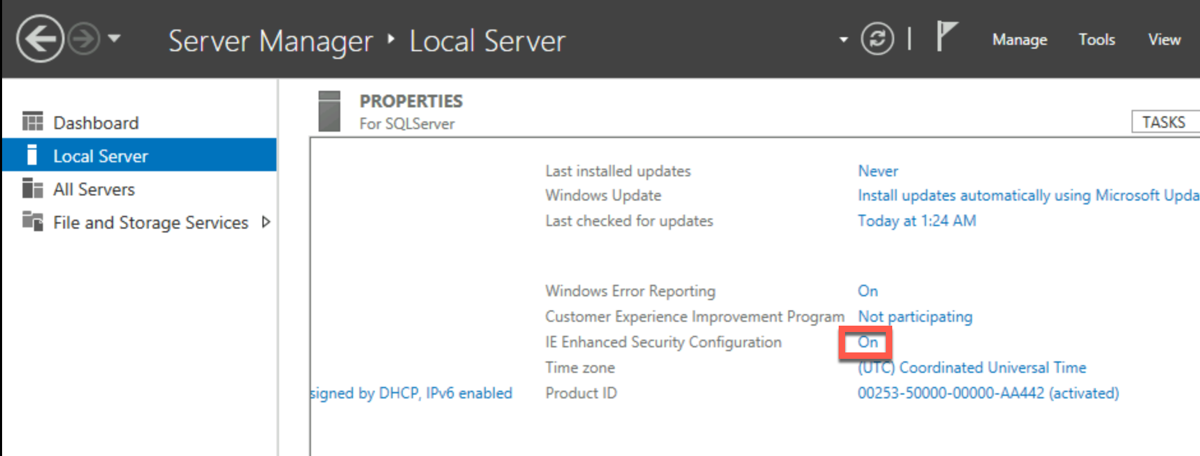 Server Manager ‣ Local Server
Manage Tools View
Dashboard
Local Server
All Servers
File and Storage Services
PROPERTIES
For SQLServer
TASKS
Last installed updates Never
Windows Update Install updates automatically using Microsoft Upda
Last checked for updates Today at 1:24 AM
Windows Error Reporting On
Customer Experience Improvement Program Not participating
IE Enhanced Security Configuration On
Time zone (UTC) Coordinated Universal Time
signed by DHCP, IPv6 enabled Product ID 00253-50000-00000-AA442 (activated)